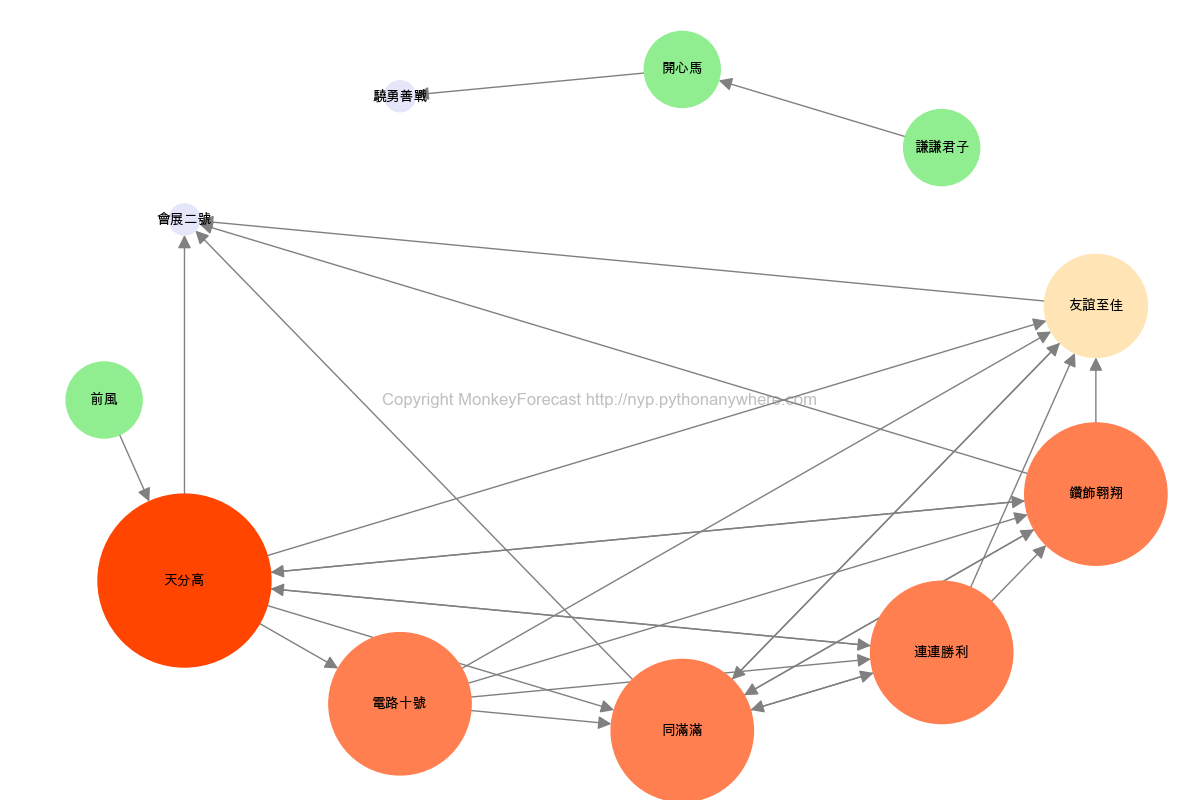 開心馬
驍勇善戰
謙謙君子
會展二號
友誼至佳
前風
Copyright MonkeyForecast http://nyp.pythonanywhere.com
鑽飾翱翔
天分高
連連勝利
電路十號
同滿滿